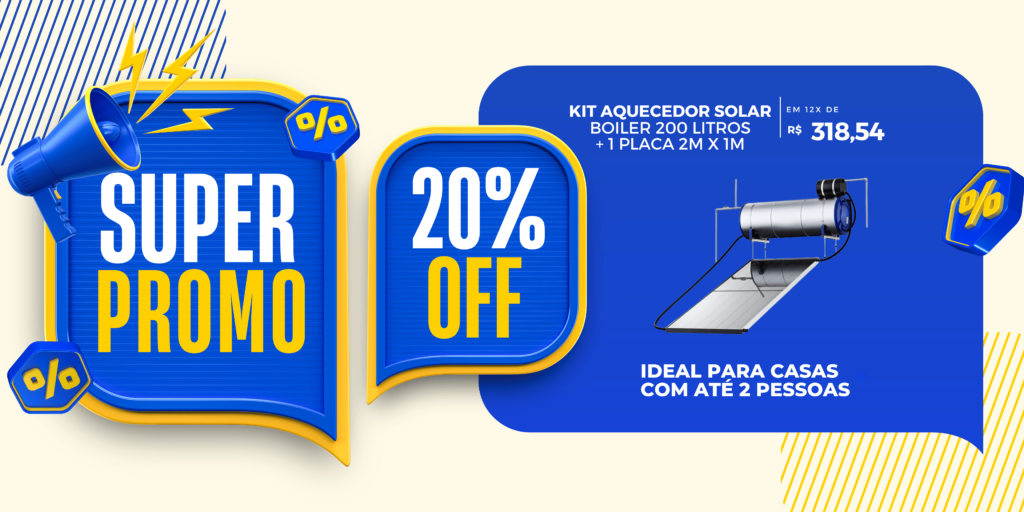 %
SUPER
PROMO
%
20%
OFF
KIT AQUECEDOR SOLAR
BOILER 200 LITROS
+ 1 PLACA 2M X 1M
EM 12X DE
R$ 318,54
%
IDEAL PARA CASAS
COM ATÉ 2 PESSOAS